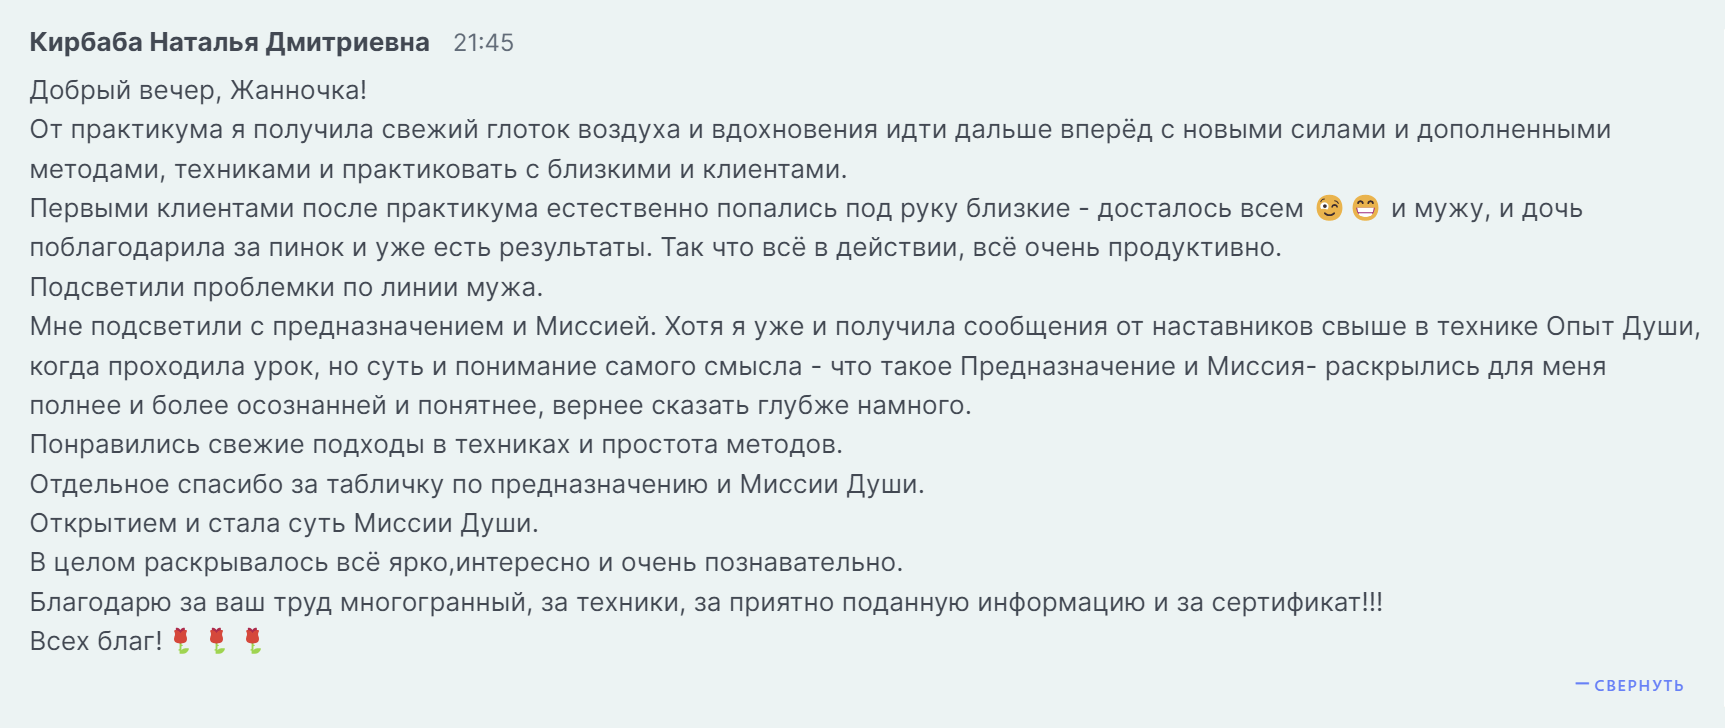 Кирбаба Наталья Дмитриевна 21:45
Добрый вечер, Жанночка!
От практикума я получила свежий глоток воздуха и вдохновения идти дальше вперёд с новыми силами и дополненными
методами, техниками и практиковать с близкими и клиентами.
Первыми клиентами после практикума естественно попались под руку близкие - досталось всем 😉 😁 и мужу, и дочь
поблагодарила за пинок и уже есть результаты. Так что всё в действии, всё очень продуктивно.
Подсветили проблемки по линии мужа.
Мне подсветили с предназначением и Миссией. Хотя я уже и получила сообщения от наставников свыше в технике Опыт Души,
когда проходила урок, но суть и понимание самого смысла - что такое Предназначение и Миссия- раскрылись для меня
полнее и более осознанней и понятнее, вернее сказать глубже намного.
Понравились свежие подходы в техниках и простота методов.
Отдельное спасибо за табличку по предназначению и Миссии Души.
Открытием и стала суть Миссии Души.
В целом раскрывалось всё ярко,интересно и очень познавательно.
Благодарю за ваш труд многогранный, за техники, за приятно поданную информацию и за сертификат!!!
Всех благ!🌹 🌹 🌹
— СВЕРНУТЬ